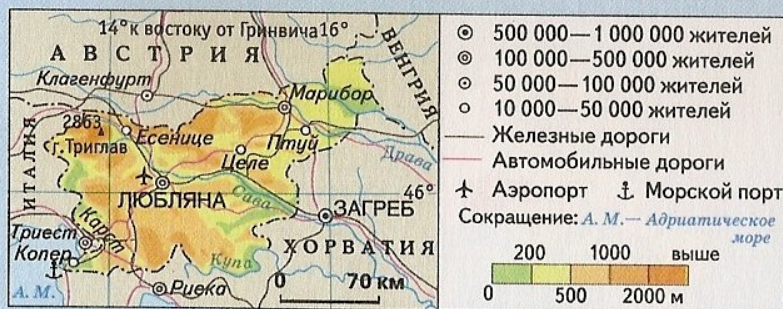 14° к востоку от Гринвича 16°
АВСТРИЯ
ВЕНГРИЯ
Клагенфурт
Марибор
2863
г. Триглав
Есенице
Птуй
Целе
Драва
ИТАЛИЯ
ЛЮБЛЯНА
Сава
46°
ЗАГРЕБ
Карст
Триест
Копер
ХОРВАТИЯ
Купа
А. М.
Риека
0 70 км
500 000—1 000 000 жителей
100 000—500 000 жителей
50 000—100 000 жителей
10 000—50 000 жителей
Железные дороги
Автомобильные дороги
Аэропорт Морской порт
Сокращение: А. М.— Адриатическое
море
200 1000 выше
0 500 2000 м